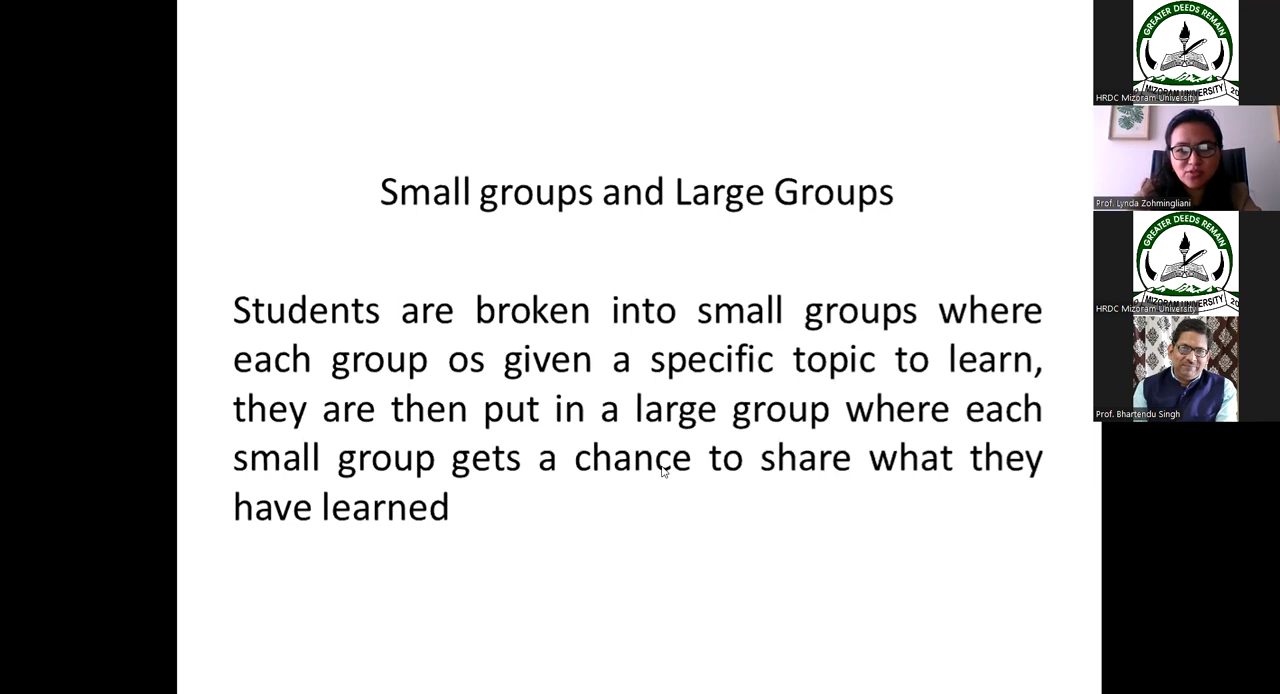 Small groups and Large Groups
Students are broken into small groups where
each group os given a specific topic to learn,
they are then put in a large group where each
small group gets a chance to share what they
have learned
GREATER DEEDS REMAIN
MIZORAM UNIVERSITY
HRDC Mizoram University
Prof. Lynda Zohmingliani
GREATER DEEDS REMAIN
MIZORAM UNIVERSITY
HRDC Mizoram University
Prof. Bhartendu Singh